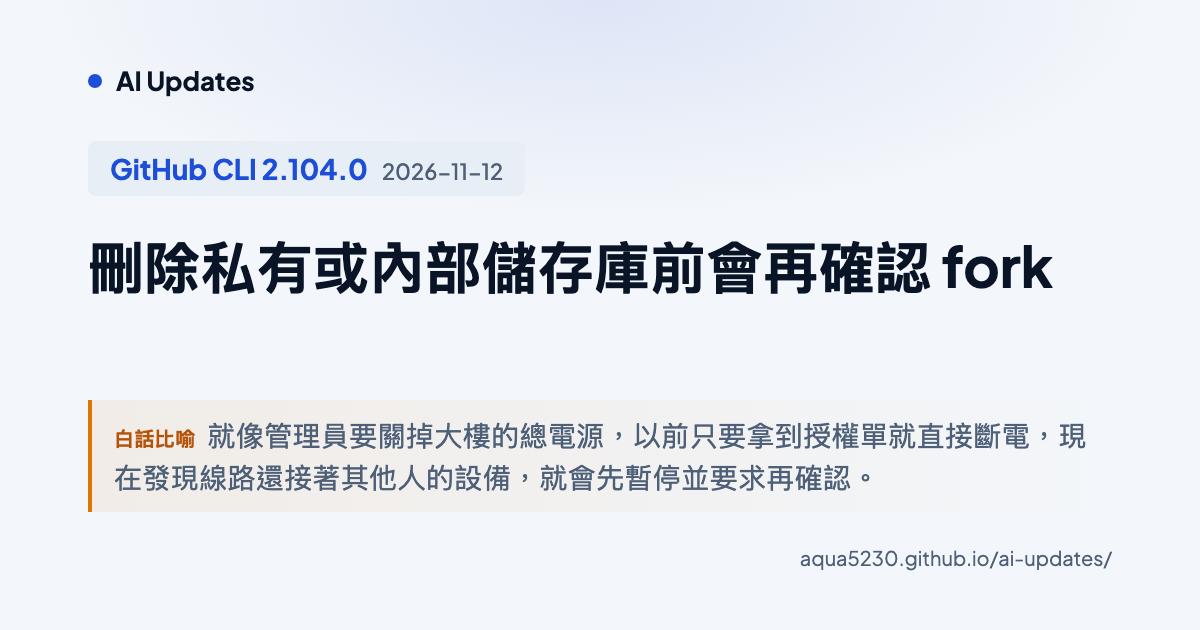 AI Updates
GitHub CLI 2.104.0 2026-11-12
刪除私有或內部儲存庫前會再確認 fork
白話比喻 就像管理員要關掉大樓的總電源，以前只要拿到授權單就直接斷電，現
在發現線路還接著其他人的設備，就會先暫停並要求再確認。
aqua5230.github.io/ai-updates/